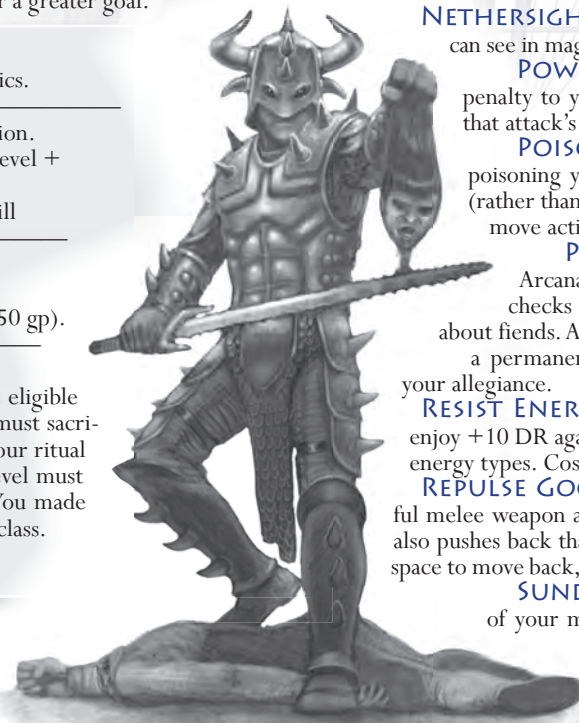 r a greater goal.
ics.
ion.
evel +
ill
50 gp).
eligible
must sacri-
our ritual
evel must
You made
class.
NETHERSIGH
can see in mag
POW
penalty to y
that attack's
POISO
poisoning y
(rather than
move acti
P
Arcana
checks
about fiends. A
a permanen
your allegiance.
RESIST ENER
enjoy +10 DR aga
energy types. Cos
REPULSE GOO
ful melee weapon a
also pushes back tha
space to move back,
SUND
of your m